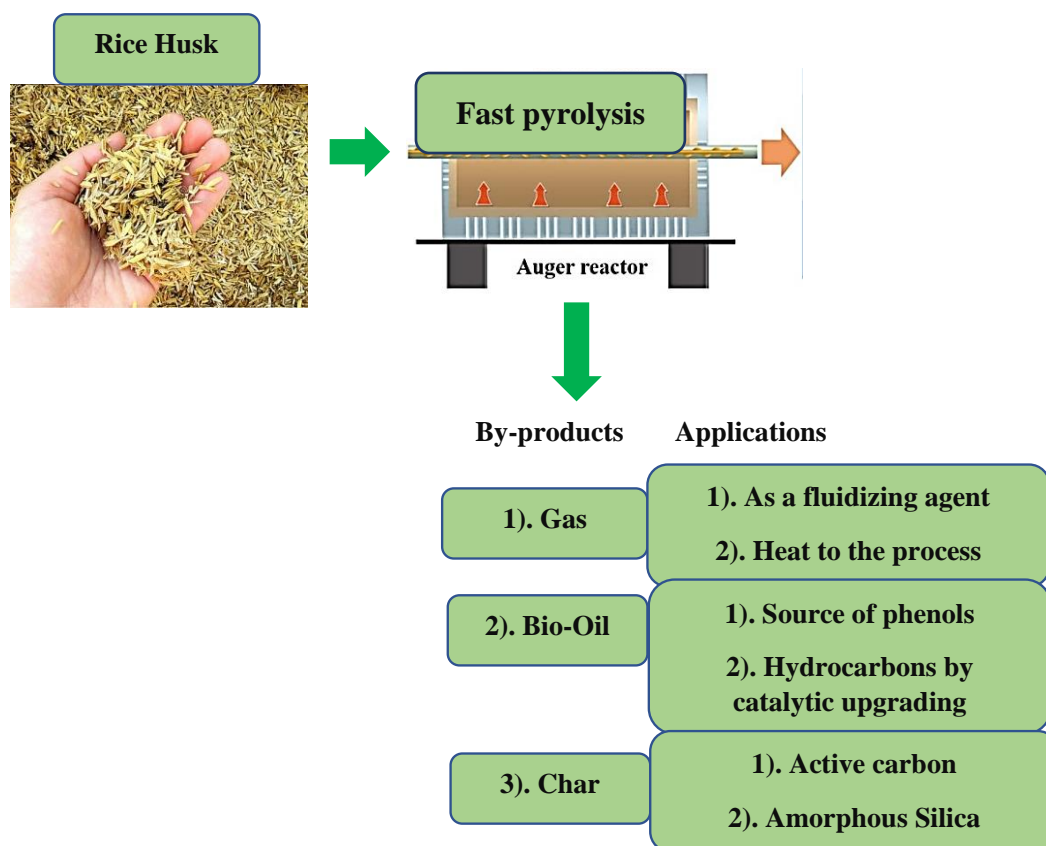 Rice Husk
Fast pyrolysis
Auger reactor
By-products Applications
1). Gas
1). As a fluidizing agent
2). Heat to the process
2). Bio-Oil
1). Source of phenols
2). Hydrocarbons by
catalytic upgrading
3). Char
1). Active carbon
2). Amorphous Silica